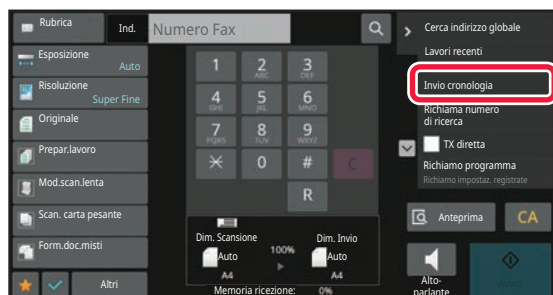 Rubrica
Ind.
Numero Fax
Cerca indirizzo globale
Lavori recenti
Invio cronologia
Richiama numero
di ricerca
TX diretta
Richiamo programma
Richiamo impostaz. registrate
Esposizione
Auto
Risoluzione
Super Fine
Originale
Prepar.lavoro
Mod.scan.lenta
Scan. carta pesante
Form.doc.misti
Altri
1
2
ABC
3
DEF
4
GHI
5
JKL
6
MNO
7
PQRS
8
TUV
9
WXYZ
0
#
C
R
Dim. Scansione
Auto
A4
100%
Dim. Invio
Auto
A4
Memoria ricezione: 0%
Anteprima
CA
Alto-
parlante